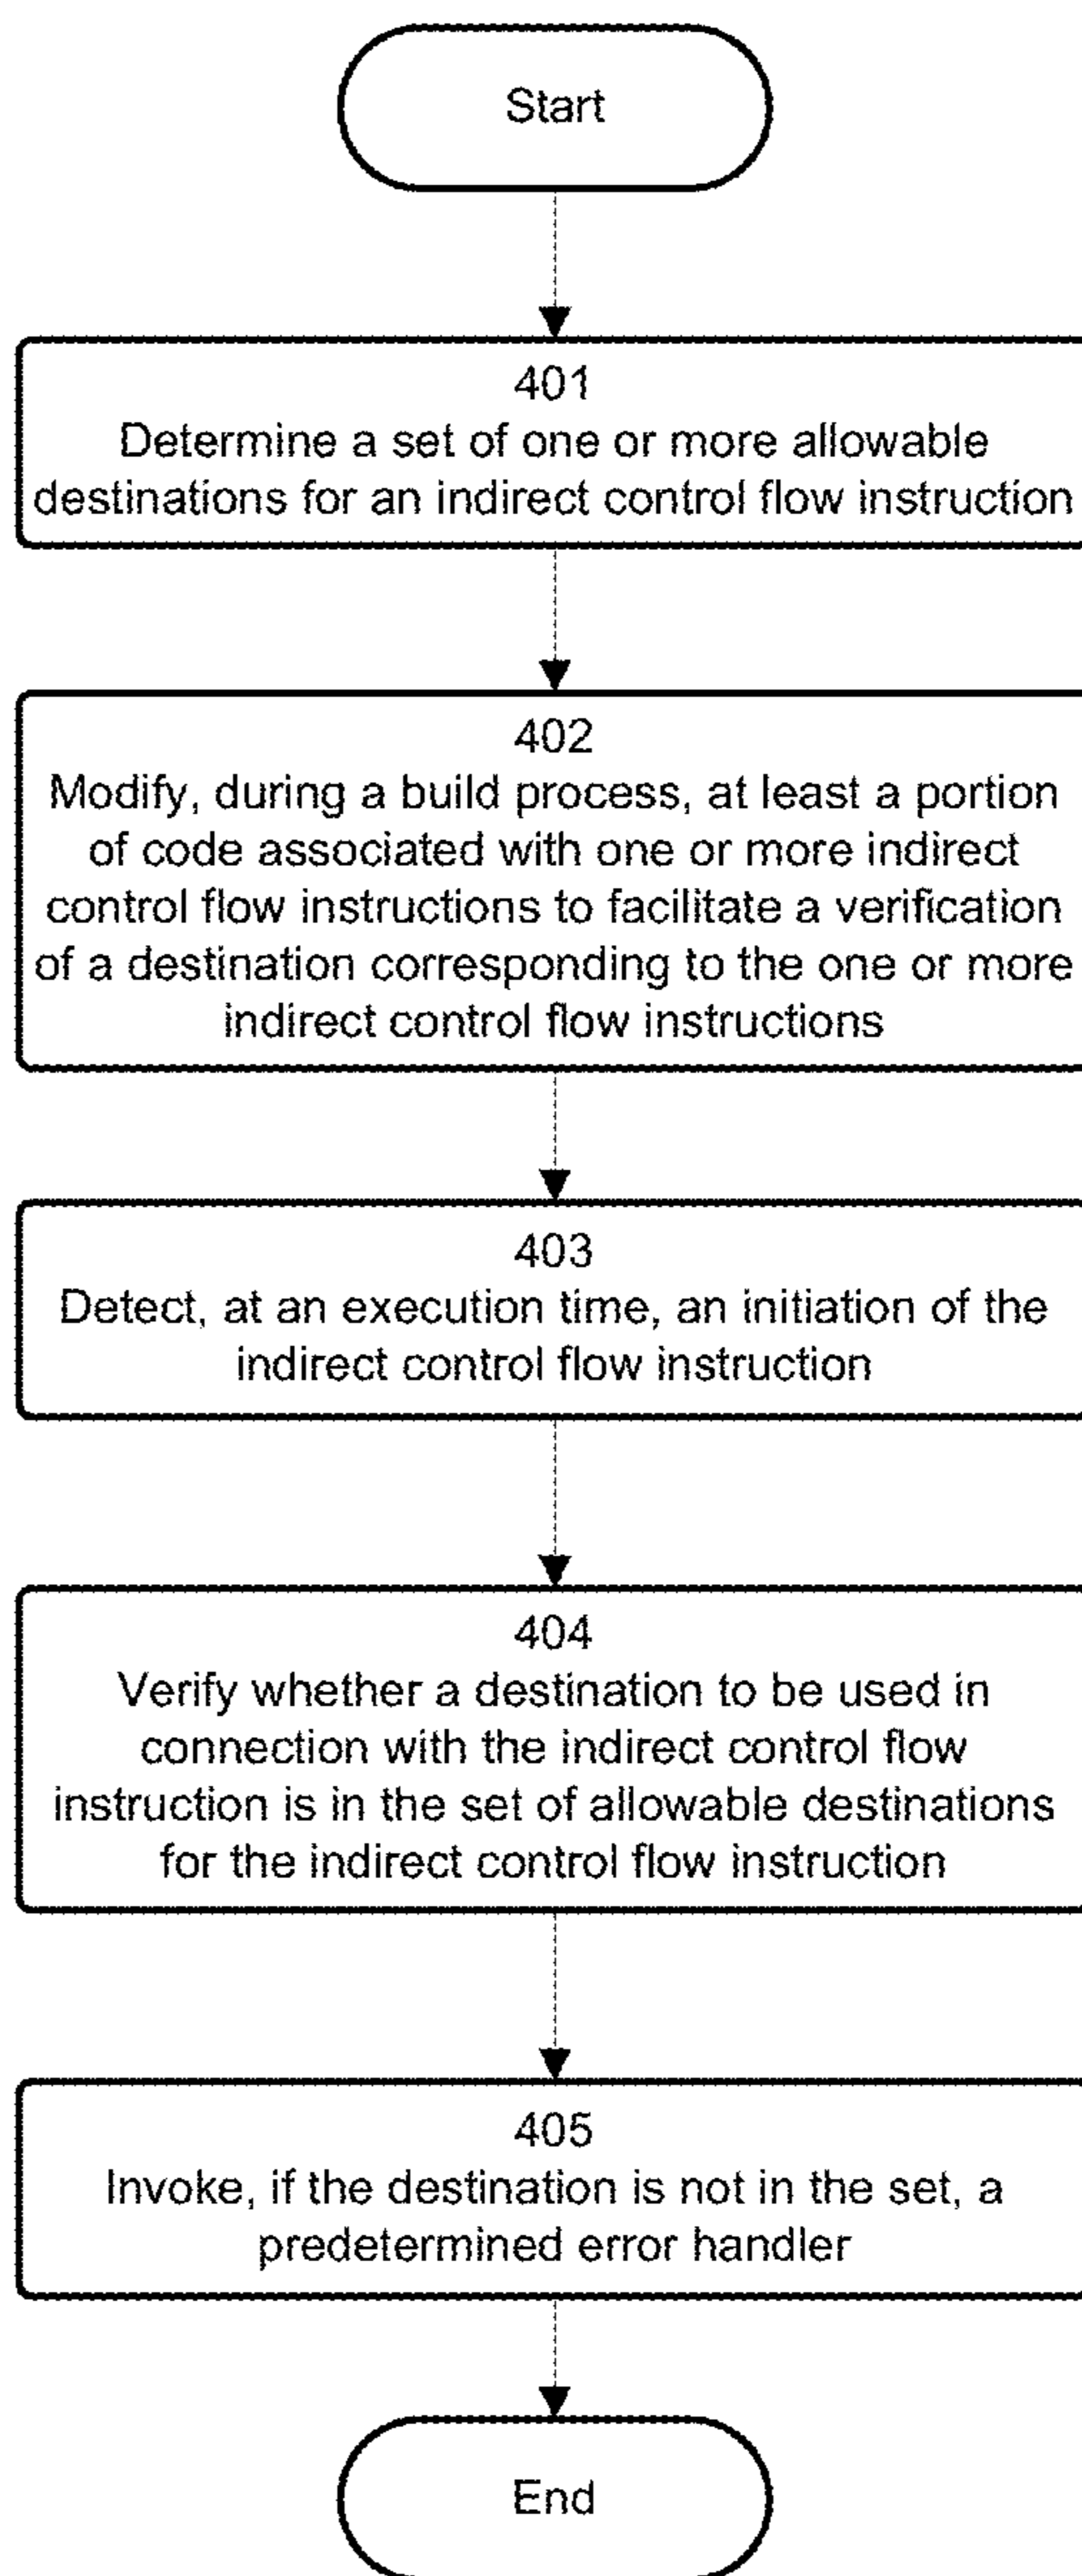 Start
401
Determine a set of one or more allowable
destinations for an indirect control flow instruction
402
Modify, during a build process, at least a portion
of code associated with one or more indirect
control flow instructions to facilitate a verification
of a destination corresponding to the one or more
indirect control flow instructions
403
Detect, at an execution time, an initiation of the
indirect control flow instruction
404
Verify whether a destination to be used in
connection with the indirect control flow
instruction is in the set of allowable destinations
for the indirect control flow instruction
405
Invoke, if the destination is not in the set, a
predetermined error handler
End